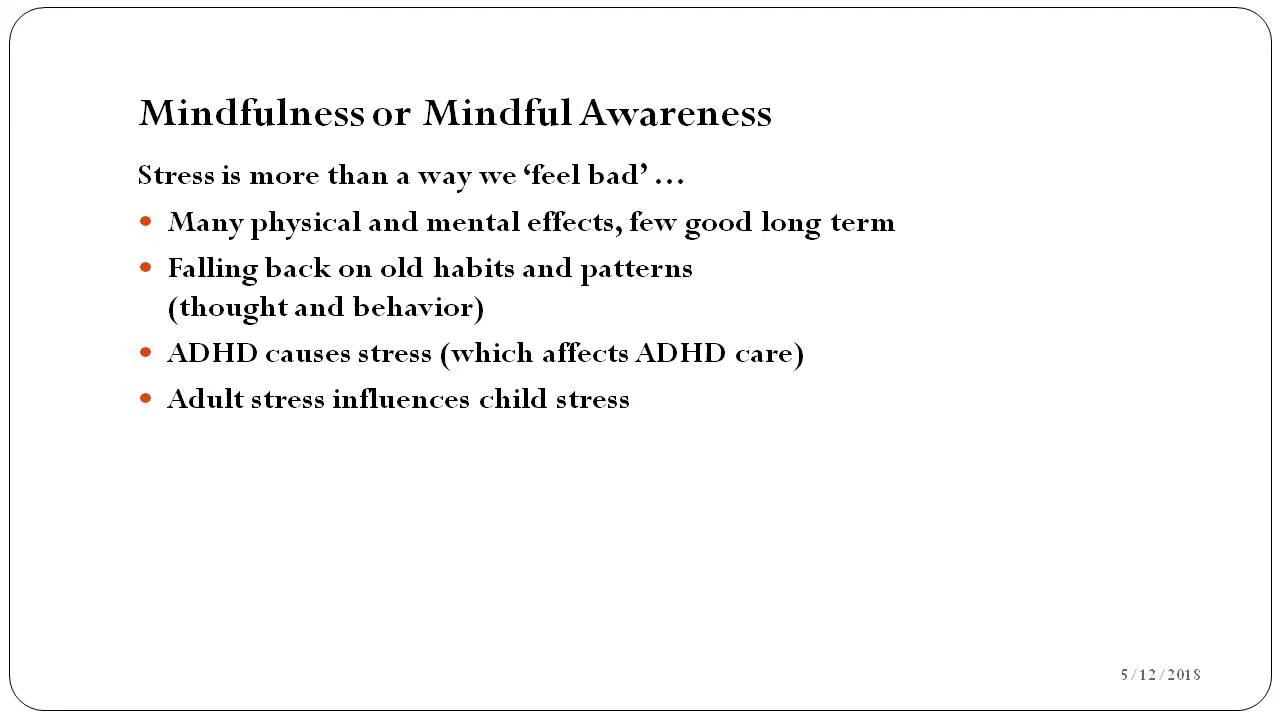 Mindfulness or Mindful Awareness
Stress is more than a way we ‘feel bad’ …
• Many physical and mental effects, few good long term
• Falling back on old habits and patterns
(thought and behavior)
• ADHD causes stress (which affects ADHD care)
• Adult stress influences child stress
5/12/2018